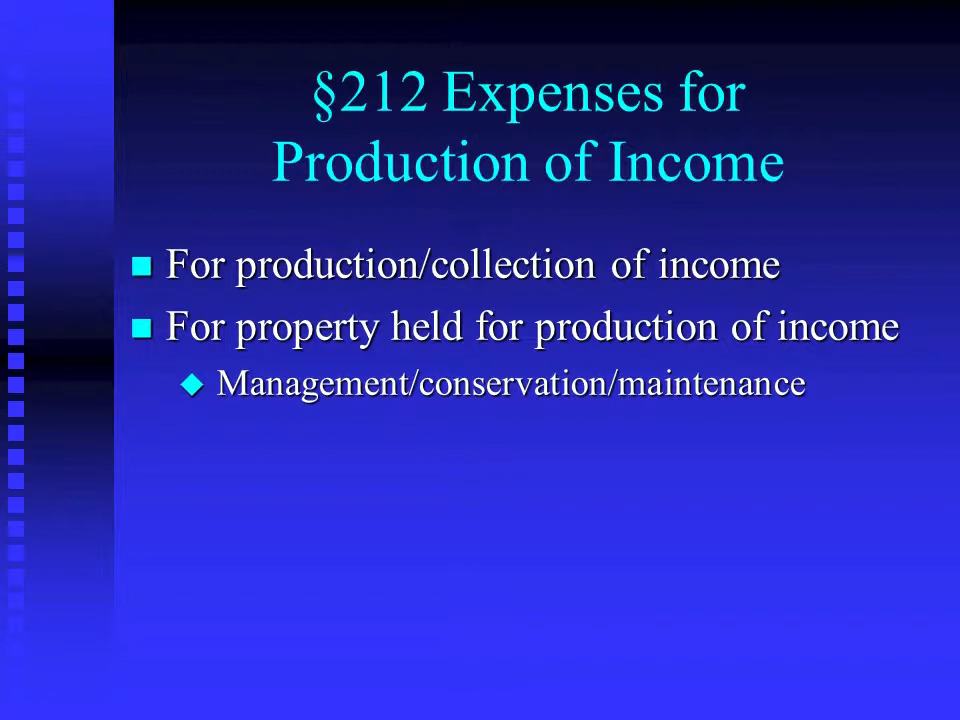 §212 Expenses for
Production of Income
For production/collection of income
For property held for production of income
Management/conservation/maintenance